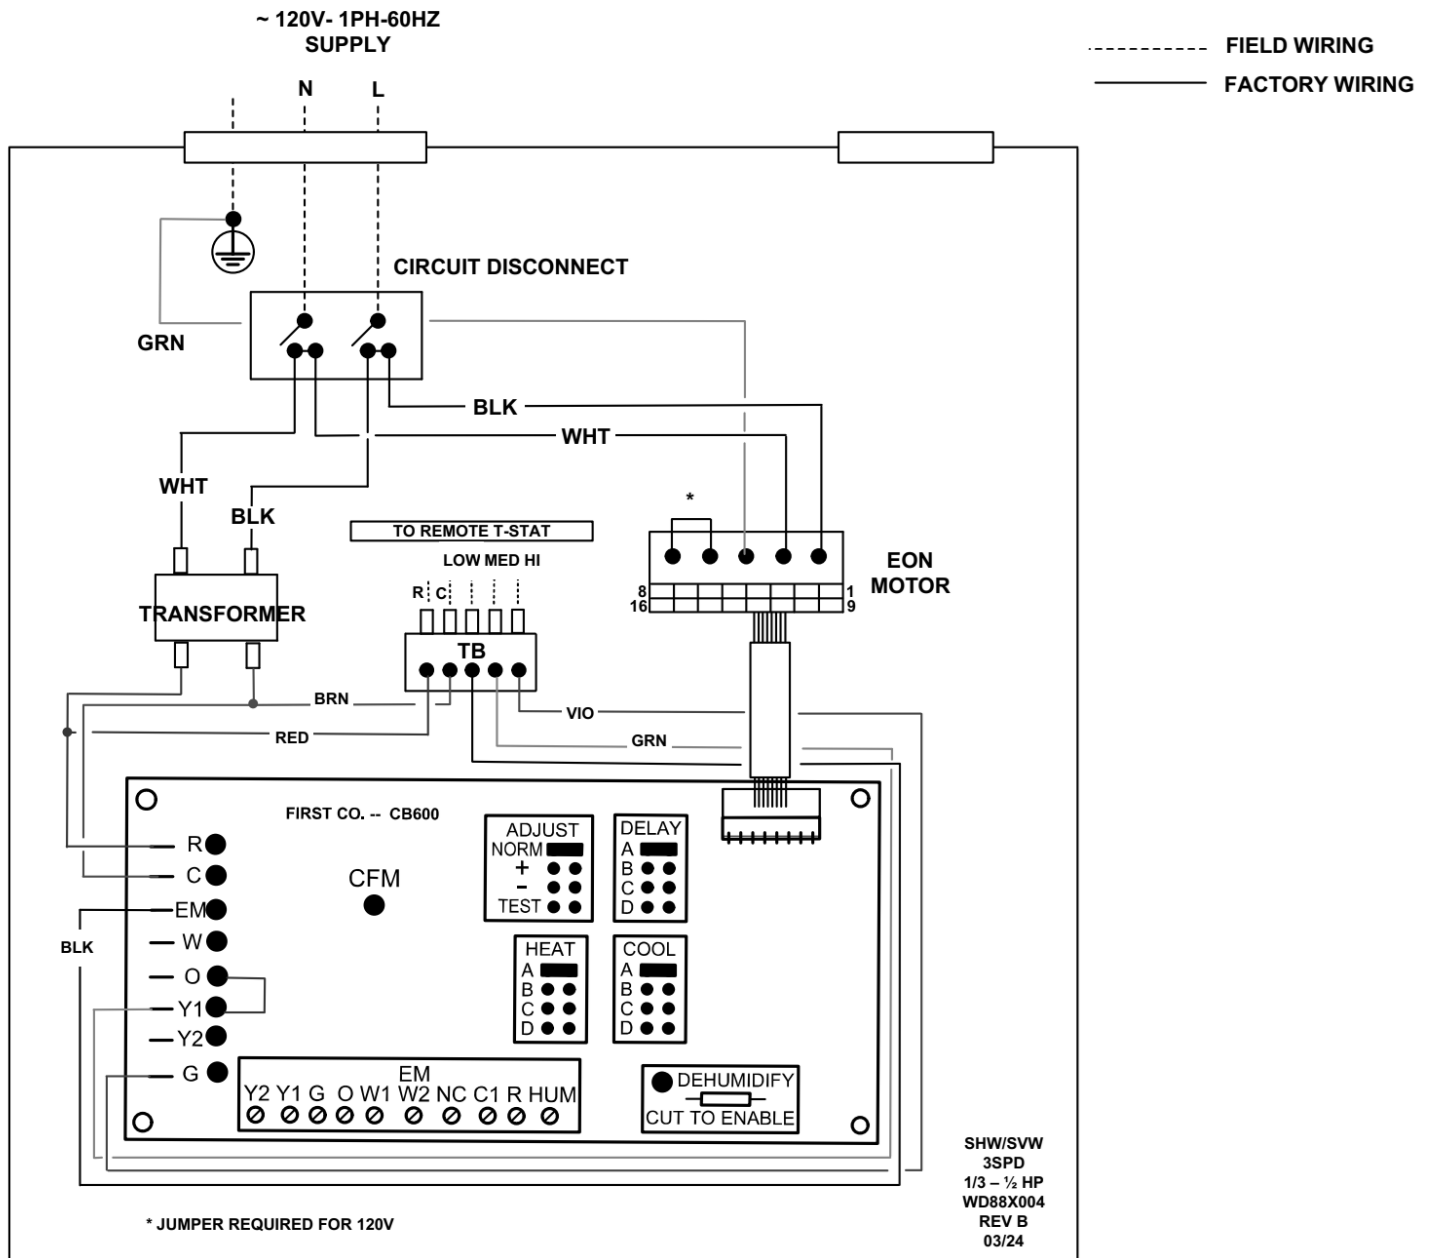 ~ 120V- 1PH-60HZ
SUPPLY
FIELD WIRING
FACTORY WIRING
N L
CIRCUIT DISCONNECT
GRN
BLK
WHT
WHT
BLK
*
TO REMOTE T-STAT
LOW MED HI
R C
EON
MOTOR
8 1
16 9
TRANSFORMER
TB
BRN
RED
VIO
GRN
FIRST CO. -- CB600
R
C
EM
W
O
Y1
Y2
G
BLK
CFM
ADJUST
NORM
+
-
TEST
DELAY
A
B
C
D
HEAT
A
B
C
D
COOL
A
B
C
D
EM
Y2 Y1 G O W1 W2 NC C1 R HUM
DEHUMIDIFY
CUT TO ENABLE
SHW/SVW
3SPD
1/3 – ½ HP
WD88X004
REV B
03/24
* JUMPER REQUIRED FOR 120V